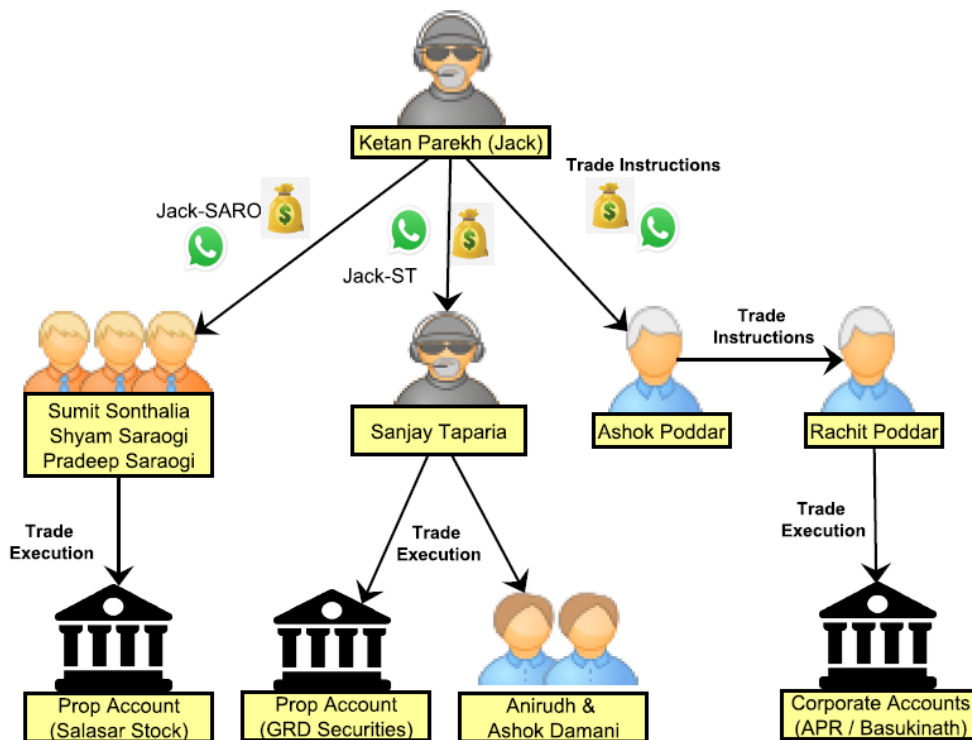 Ketan Parekh (Jack)
Trade Instructions
Jack-SARO
Jack-ST
Trade
Instructions
Sumit Sonthalia
Shyam Saraogi
Pradeep Saraogi
Sanjay Taparia
Ashok Poddar
Rachit Poddar
Trade
Execution
Trade
Execution
Trade
Execution
Prop Account
(Salasar Stock)
Prop Account
(GRD Securities)
Anirudh &
Ashok Damani
Corporate Accounts
(APR / Basukinath)